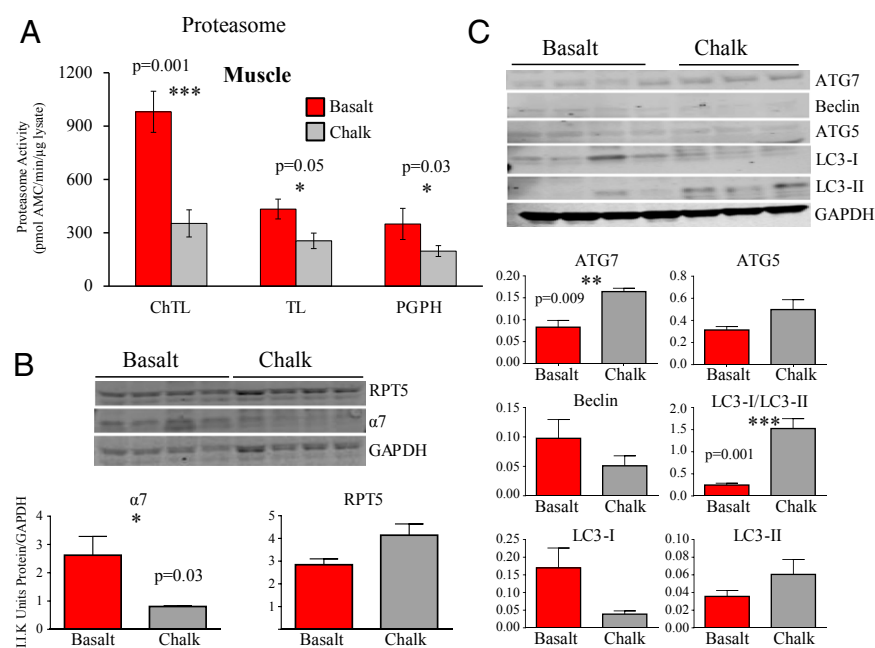 A
Proteasome
Muscle
p=0.001
***
Basalt
Chalk
p=0.05
*
p=0.03
*
Proteasome Activity
(pmol AMC/min/µg lysate)
1200
900
600
300
0
ChTL TL PGPH
B
Basalt Chalk
RPT5
α7
GAPDH
I.I.K Units Protein/GAPDH
α7
*
p=0.03
4
3
2
1
0
Basalt Chalk
RPT5
5
4
3
2
1
Basalt Chalk
C
Basalt Chalk
ATG7
Beclin
ATG5
LC3-I
LC3-II
GAPDH
ATG7
**
p=0.009
0.20
0.15
0.10
0.05
0.00
Basalt Chalk
ATG5
0.8
0.6
0.4
0.2
0.0
Basalt Chalk
Beclin
0.15
0.10
0.05
0.00
Basalt Chalk
LC3-I/LC3-II
***
p=0.001
2.0
1.5
1.0
0.5
0.0
Basalt Chalk
LC3-I
0.25
0.20
0.15
0.10
0.05
0.00
Basalt Chalk
LC3-II
0.10
0.08
0.06
0.04
0.02
0.00
Basalt Chalk